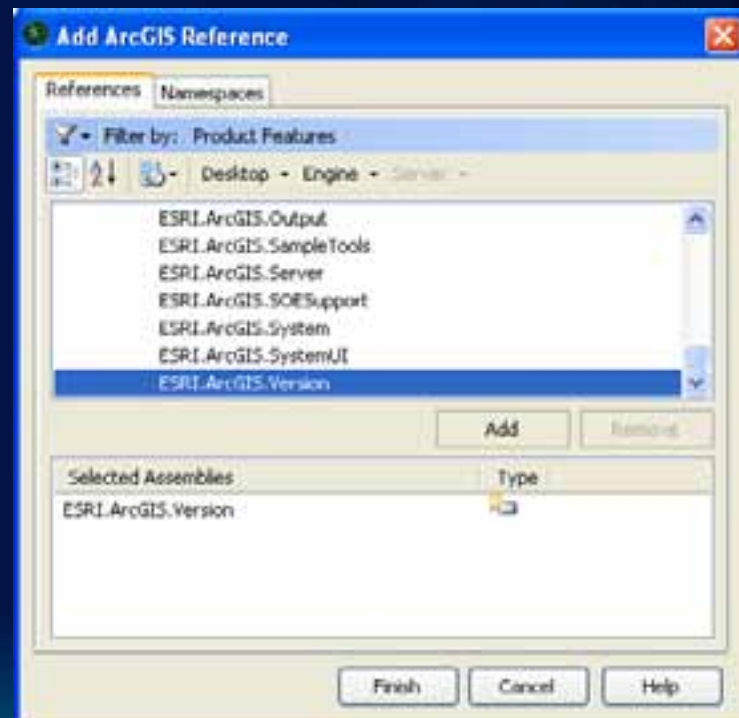 Add ArcGIS Reference
References Namespaces
Filter by: Product Features
Desktop Engine Server
ESRI.ArcGIS.Output
ESRI.ArcGIS.SampleTools
ESRI.ArcGIS.Server
ESRI.ArcGIS.SOESupport
ESRI.ArcGIS.System
ESRI.ArcGIS.SystemUI
ESRI.ArcGIS.Version
Add Remove
Selected Assemblies Type
ESRI.ArcGIS.Version
Finish Cancel Help